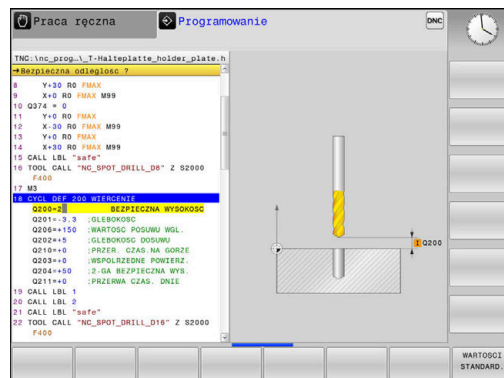 Praca ręczna
Programowanie
DNC
TNC:\nc_prog…\_T-Halteplatte_holder_plate.h
→Bezpieczna odleglosc ?
8 Y+30 R0 FMAX
9 X+0 R0 FMAX M99
10 Q374 = 0
11 Y+0 R0 FMAX
12 X-30 R0 FMAX M99
13 Y+0 R0 FMAX
14 X+30 R0 FMAX M99
15 CALL LBL "safe"
16 TOOL CALL "NC_SPOT_DRILL_D8" Z S2000
F400
17 M3
18 CYCL DEF 200 WIERCENIE
Q200=2 BEZPIECZNA WYSOKOSC
Q201=-3.3 ;GLEBOKOSC
Q206=+150 ;WARTOSC POSUWU WGL.
Q202=+5 ;GLEBOKOSC DOSUWU
Q210=+0 ;PRZER. CZAS.NA GORZE
Q203=+0 ;WSPOLRZEDNE POWIERZ.
Q204=+50 ;2-GA BEZPIECZNA WYS.
Q211=+0 ;PRZERWA CZAS. DNIE
19 CALL LBL 1
20 CALL LBL 2
21 CALL LBL "safe"
22 TOOL CALL "NC_SPOT_DRILL_D16" Z S2000
F400
I Q200
WARTOSCI
STANDARD.